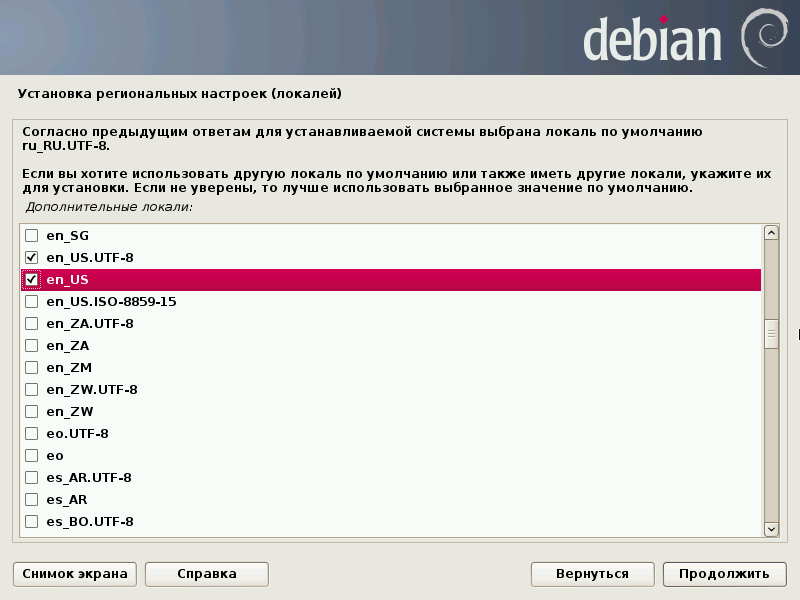 debian
Установка региональных настроек (локалей)
Согласно предыдущим ответам для устанавливаемой системы выбрана локаль по умолчанию
ru_RU.UTF-8.
Если вы хотите использовать другую локаль по умолчанию или также иметь другие локали, укажите их
для установки. Если не уверены, то лучше использовать выбранное значение по умолчанию.
Дополнительные локали:
en_SG
en_US.UTF-8
en_US
en_US.ISO-8859-15
en_ZA.UTF-8
en_ZA
en_ZM
en_ZW.UTF-8
en_ZW
eo.UTF-8
eo
es_AR.UTF-8
es_AR
es_BO.UTF-8
Снимок экрана
Справка
Вернуться
Продолжить